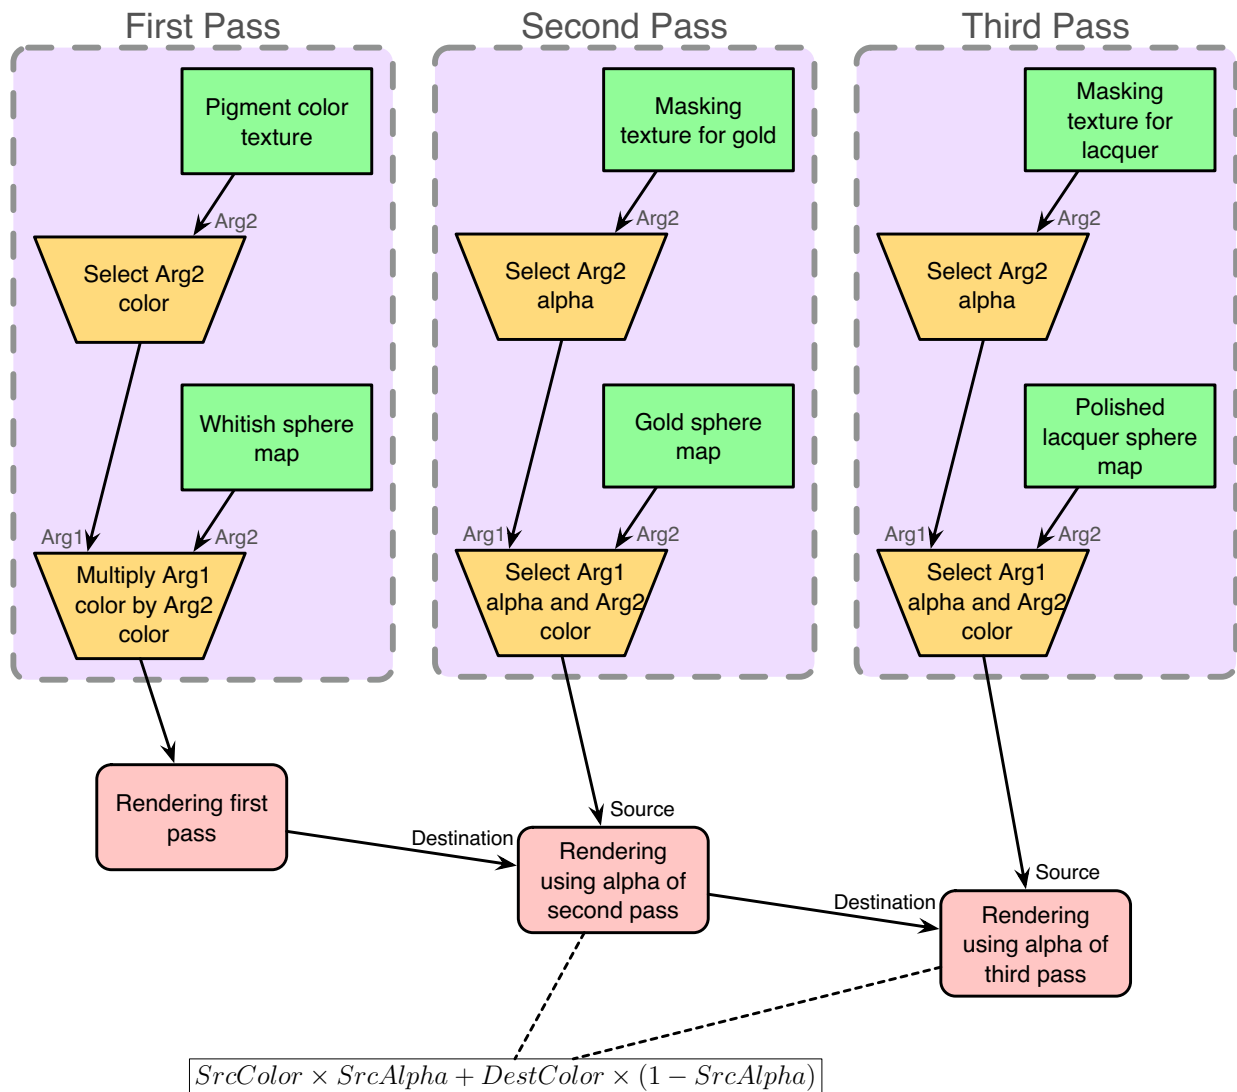 First Pass
Second Pass
Third Pass
Pigment color
texture
Arg2
Select Arg2
color
Whitish sphere
map
Arg1
Arg2
Multiply Arg1
color by Arg2
color
Masking
texture for gold
Arg2
Select Arg2
alpha
Gold sphere
map
Arg1
Arg2
Select Arg1
alpha and Arg2
color
Masking
texture for
lacquer
Arg2
Select Arg2
alpha
Polished
lacquer sphere
map
Arg1
Arg2
Select Arg1
alpha and Arg2
color
Rendering first
pass
Destination
Source
Rendering
using alpha of
second pass
Destination
Source
Rendering
using alpha of
third pass
SrcColor × SrcAlpha + DestColor × (1 − SrcAlpha)